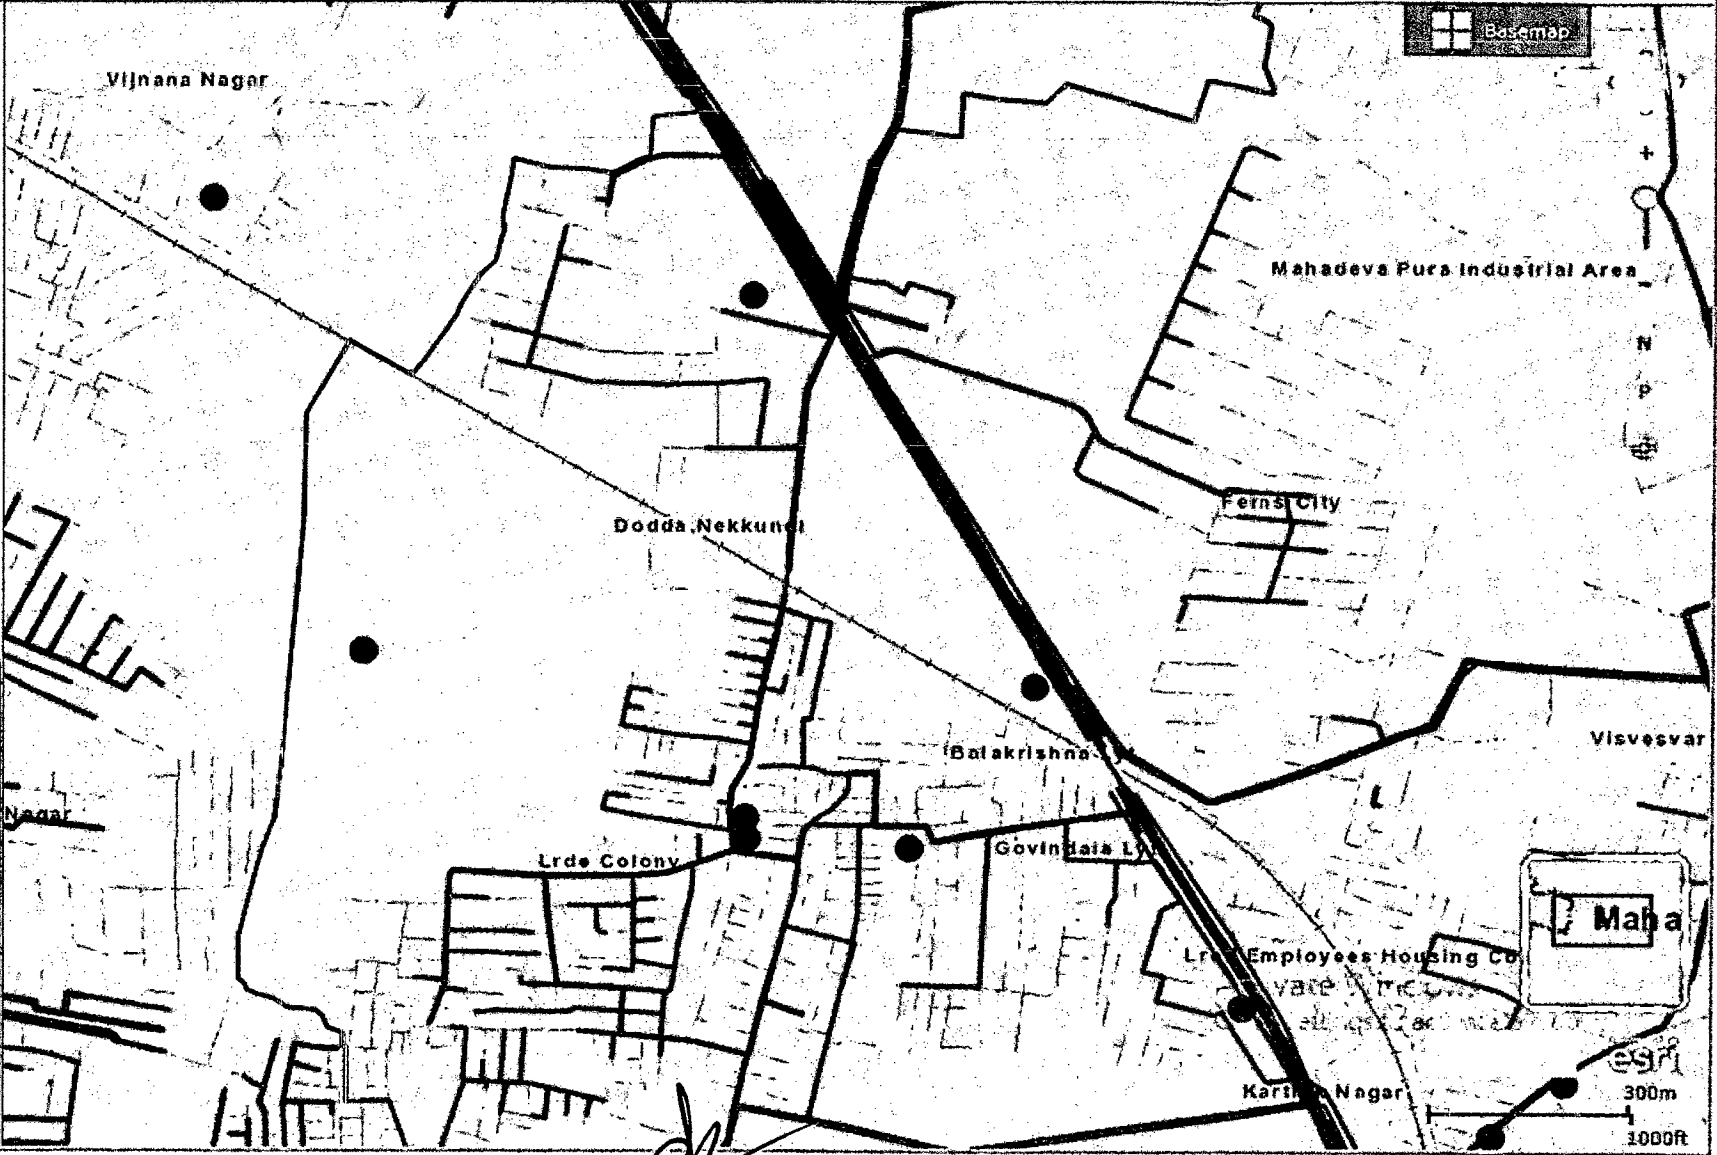 Basemap
Vijnana Nagar
Mahadeva Pura Industrial Area
N
P
Ferns City
Dodda Nekkundi
Visvesvar
Balakrishna
Nagar
Govindaia Ly
Lrde Colony
Maha
Employees Housing Co
esri
Nagar
300m
1000ft